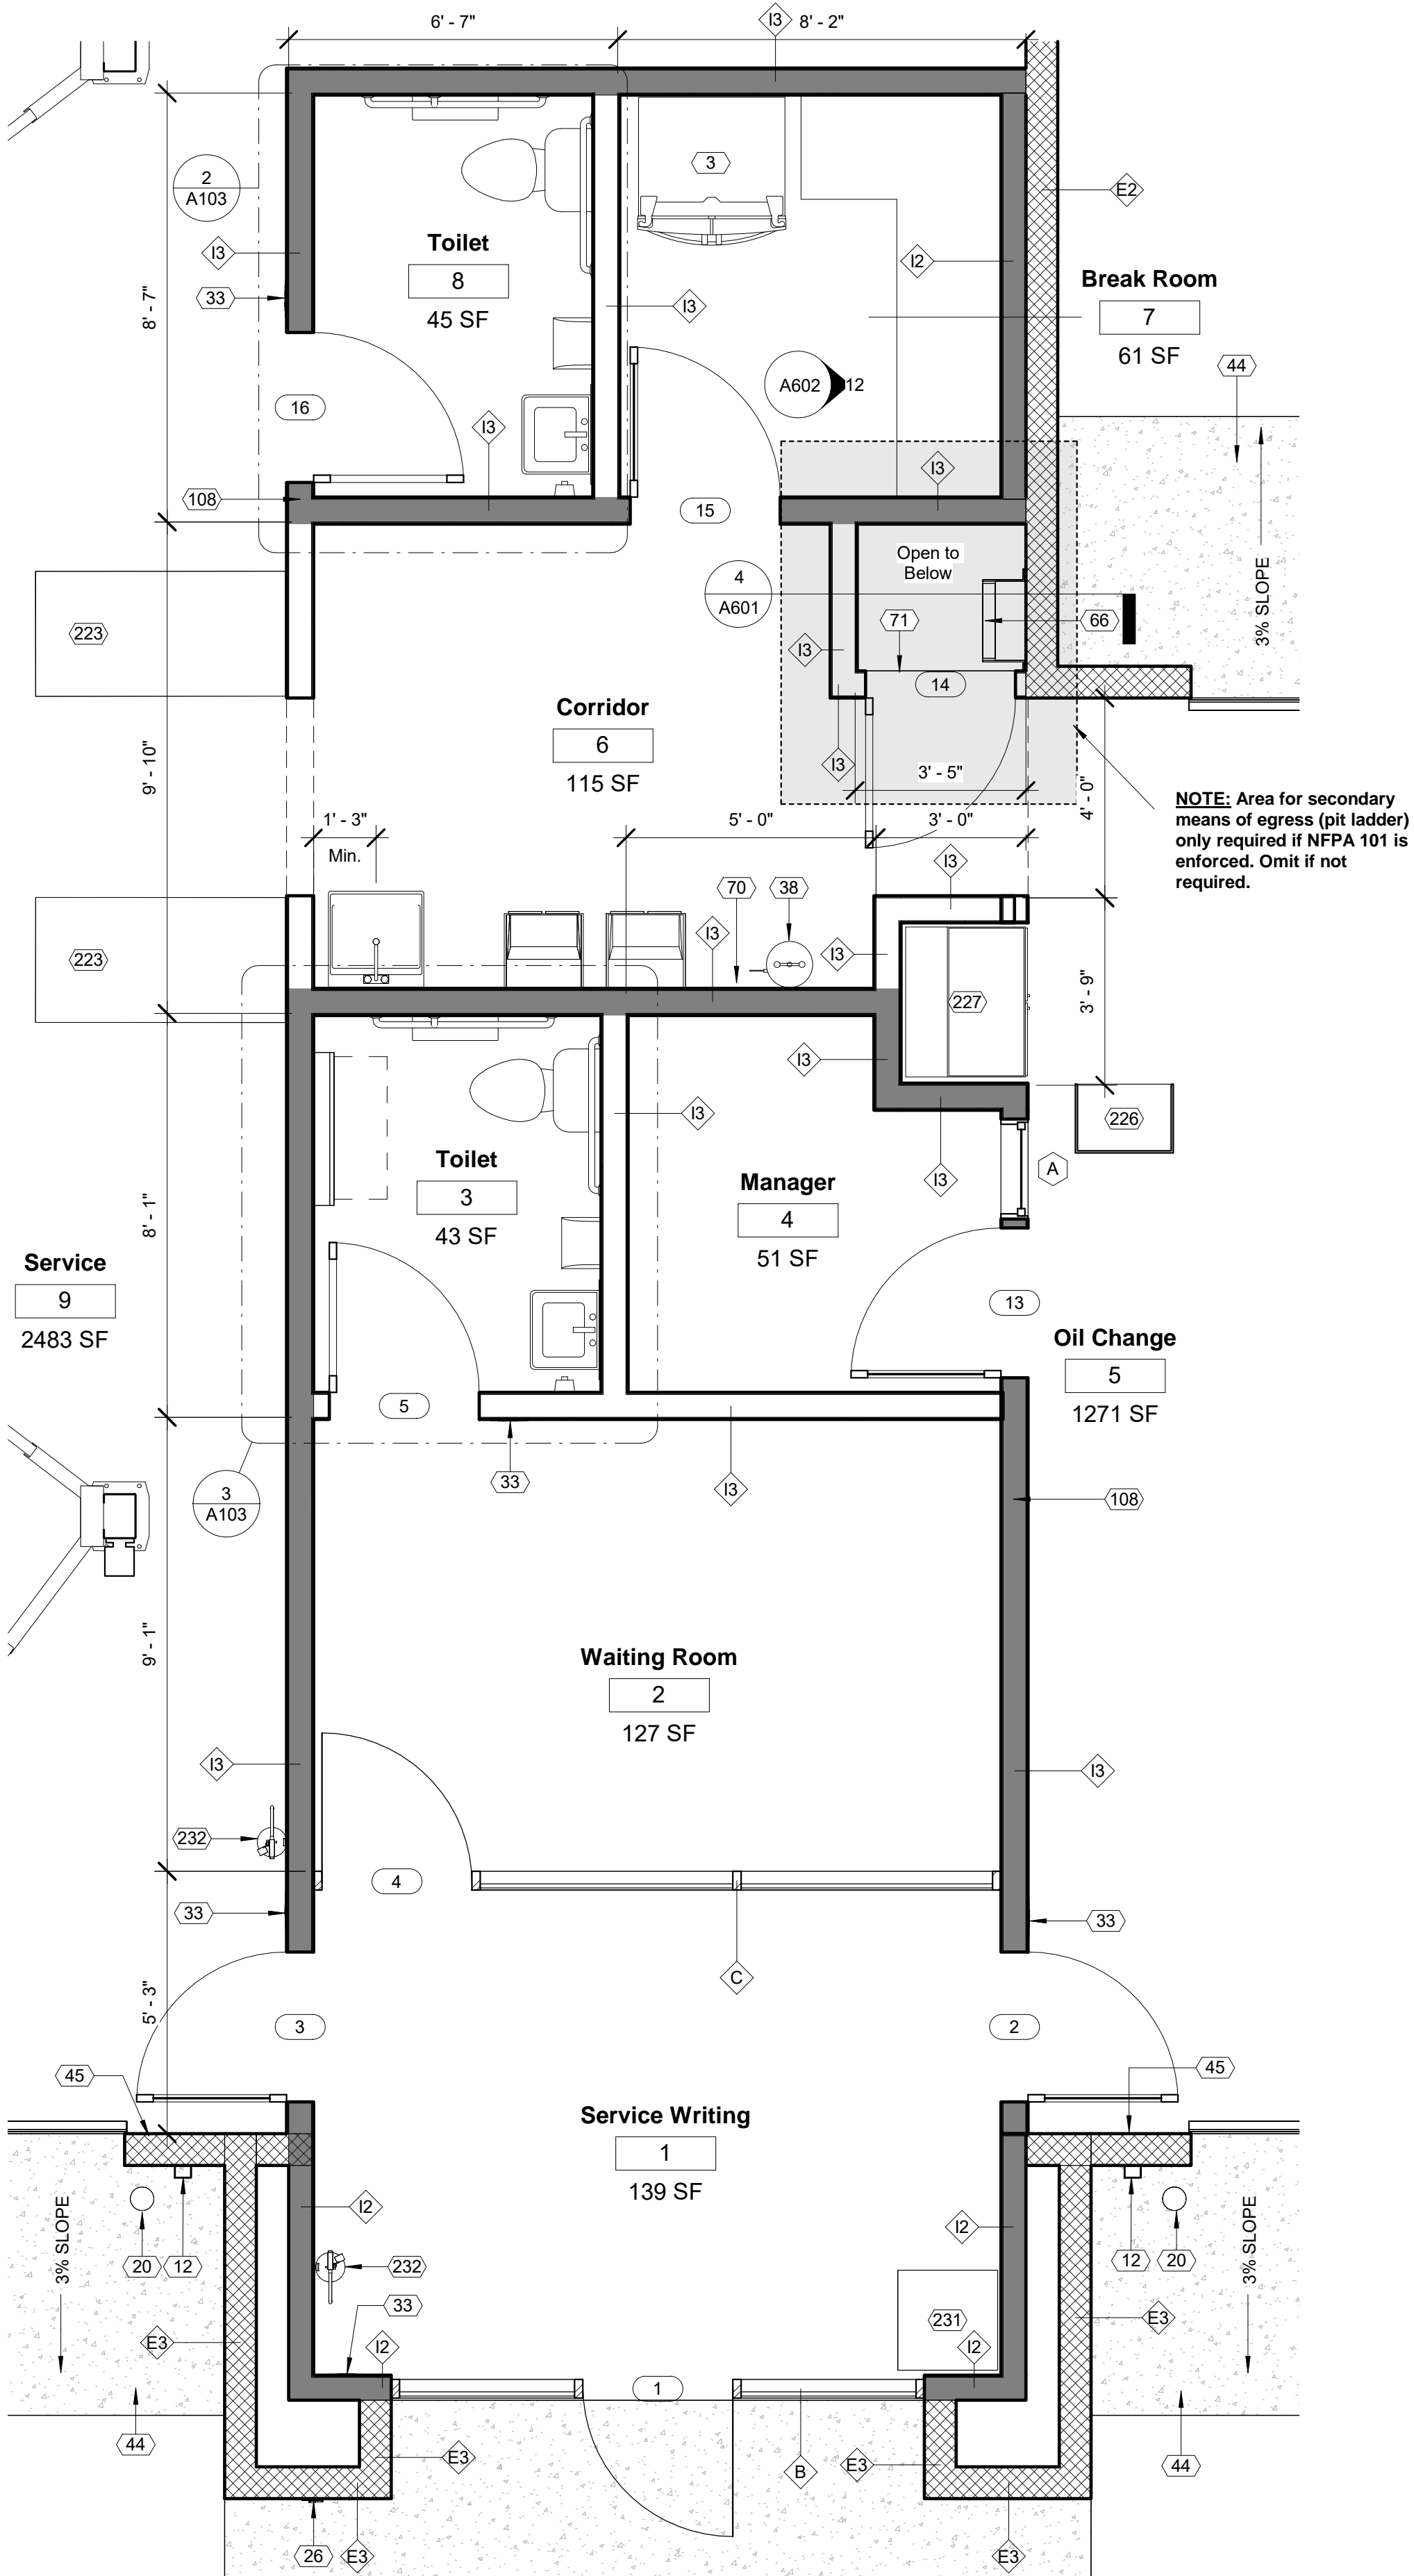 6' - 7"
I3
8' - 2"
2
A103
E2
3
I3
Toilet
8
45 SF
I2
Break Room
7
61 SF
33
I3
8' - 7"
44
A602
12
16
I3
I3
108
15
Open to
Below
4
A601
71
66
3% SLOPE
223
I3
14
Corridor
6
115 SF
I3
3' - 5"
9' - 10"
4' - 0"
NOTE: Area for secondary
means of egress (pit ladder)
only required if NFPA 101 is
enforced. Omit if not
required.
1' - 3"
Min.
5' - 0"
3' - 0"
I3
70
38
I3
I3
223
227
3' - 9"
I3
I3
226
Toilet
3
43 SF
A
Manager
4
51 SF
I3
8' - 1"
Service
9
2483 SF
13
Oil Change
5
1271 SF
5
33
I3
3
A103
108
9' - 1"
Waiting Room
2
127 SF
I3
I3
232
4
33
33
C
5' - 3"
3
2
45
45
Service Writing
1
139 SF
I2
I2
3% SLOPE
20
12
232
12
20
3% SLOPE
33
231
E3
I2
I2
E3
1
44
E3
B
E3
44
26
E3
E3